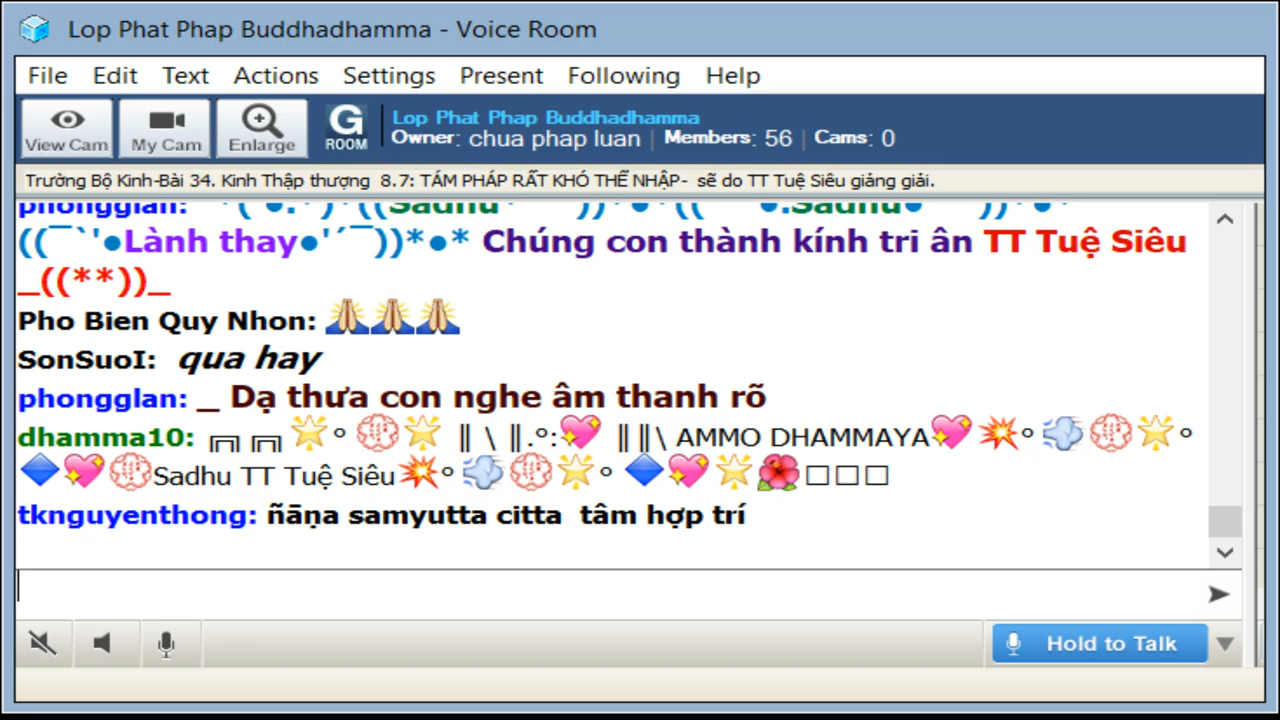 Lop Phat Phap Buddhadhamma - Voice Room
File Edit Text Actions Settings Present Following Help
View Cam My Cam Enlarge G ROOM
Lop Phat Phap Buddhadhamma
Owner: chua phap luan | Members: 56 | Cams: 0
Trường Bộ Kinh-Bài 34. Kinh Thập thượng 8.7: TÁM PHÁP RẤT KHÓ THỂ NHẬP- sẽ do TT Tuệ Siêu giảng giải.
phongglan: *(¨●.*)*((Sadhu* ¯¯))*●*((¯¯ ●.Sadhu●¨¯¯))*●*
((¯`'●Lành thay●'´¯))*●* Chúng con thành kính tri ân TT Tuệ Siêu
_((**))_
Pho Bien Quy Nhon: 🙏🙏🙏
SonSuoI: qua hay
phongglan: _ Dạ thưa con nghe âm thanh rõ
dhamma10: ╔╗╔╗🌟° 💮🌟 ║ \ ║.°:💖 ║║\ AMMO DHAMMAYA💖💥° 💨💮🌟°
🔷💖💮Sadhu TT Tuệ Siêu💥° 💨💮🌟° 🔷💖🌟🌺□□□
tknguyenthong: ñāṇa samyutta citta tâm hợp trí
Hold to Talk